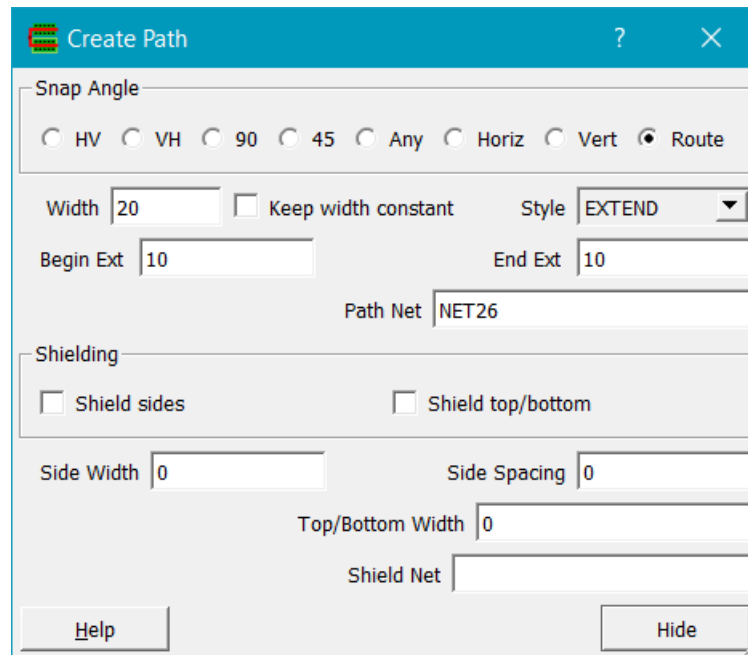 Create Path ?
Snap Angle
HV VH 90 45 Any Horiz Vert Route
Width 20 Keep width constant Style EXTEND
Begin Ext 10 End Ext 10
Path Net NET26
Shielding
Shield sides Shield top/bottom
Side Width 0 Side Spacing 0
Top/Bottom Width 0
Shield Net
Help Hide